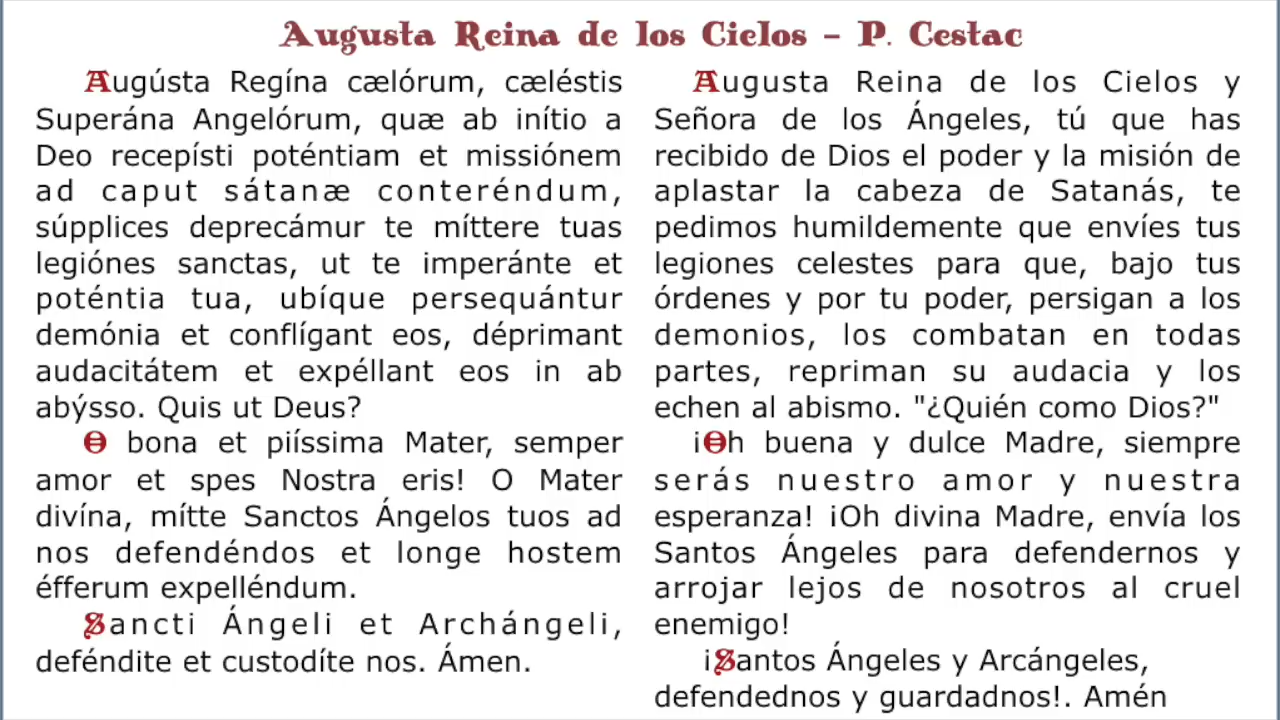 Augusta Reina de los Cielos – P. Cestac
Augústa Regína cælórum, cæléstis
Superána Angelórum, quæ ab inítio a
Deo recepísti poténtiam et missiónem
ad caput sátanæ conteréndum,
súpplices deprecámur te míttere tuas
legiónes sanctas, ut te imperánte et
poténtia tua, ubíque persequántur
demónia et conflígant eos, déprimant
audacitátem et expéllant eos in ab
abýsso. Quis ut Deus?
O bona et piíssima Mater, semper
amor et spes Nostra eris! O Mater
divína, mítte Sanctos Ángelos tuos ad
nos defendéndos et longe hostem
éfferum expelléndum.
Sancti Ángeli et Archángeli,
deféndite et custodíte nos. Ámen.
Augusta Reina de los Cielos y
Señora de los Ángeles, tú que has
recibido de Dios el poder y la misión de
aplastar la cabeza de Satanás, te
pedimos humildemente que envíes tus
legiones celestes para que, bajo tus
órdenes y por tu poder, persigan a los
demonios, los combatan en todas
partes, repriman su audacia y los
echen al abismo. "¿Quién como Dios?"
¡Oh buena y dulce Madre, siempre
serás nuestro amor y nuestra
esperanza! ¡Oh divina Madre, envía los
Santos Ángeles para defendernos y
arrojar lejos de nosotros al cruel
enemigo!
¡Santos Ángeles y Arcángeles,
defendednos y guardadnos!. Amén